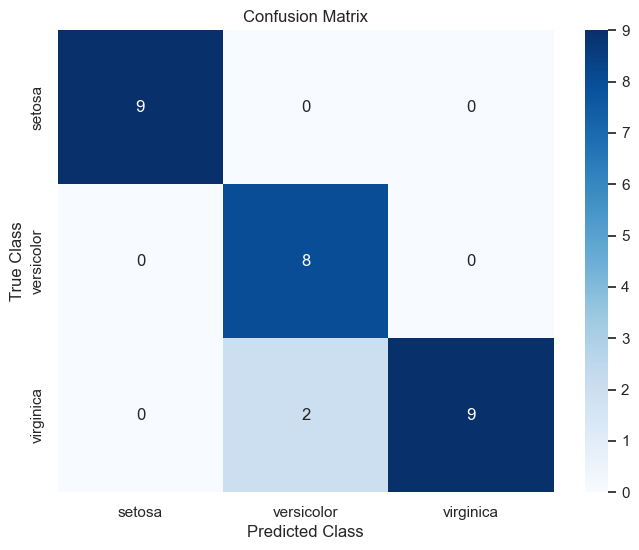 Confusion Matrix
True Class
setosa
9 0 0
versicolor
0 8 0
virginica
0 2 9
setosa versicolor virginica
Predicted Class
9
8
7
6
5
4
3
2
1
0